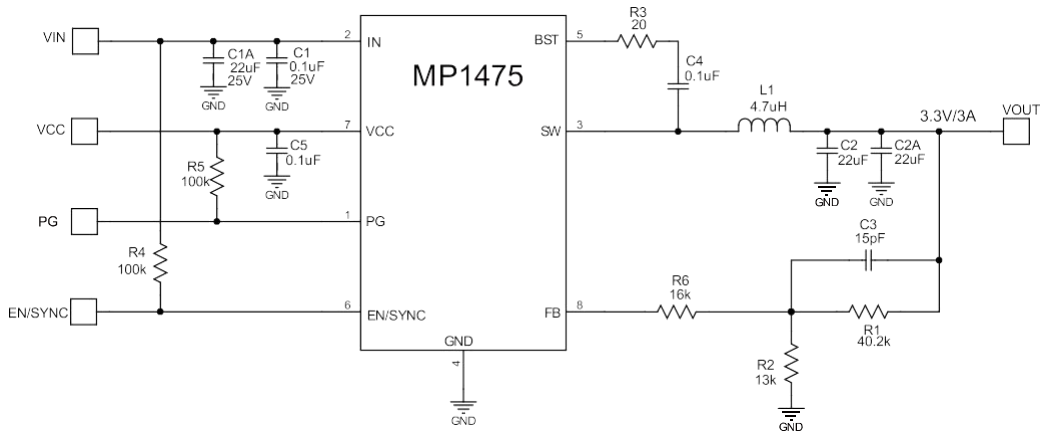 VIN
2
IN
C1A
22uF
25V
GND
C1
0.1uF
25V
GND
MP1475
BST
5
R3
20
C4
0.1uF
VCC
7
VCC
R5
100k
C5
0.1uF
GND
SW
3
L1
4.7uH
3.3V/3A
VOUT
C2
22uF
GND
C2A
22uF
GND
PG
1
PG
R4
100k
C3
15pF
EN/SYNC
6
EN/SYNC
FB
8
R6
16k
R1
40.2k
R2
13k
GND
GND
4
GND